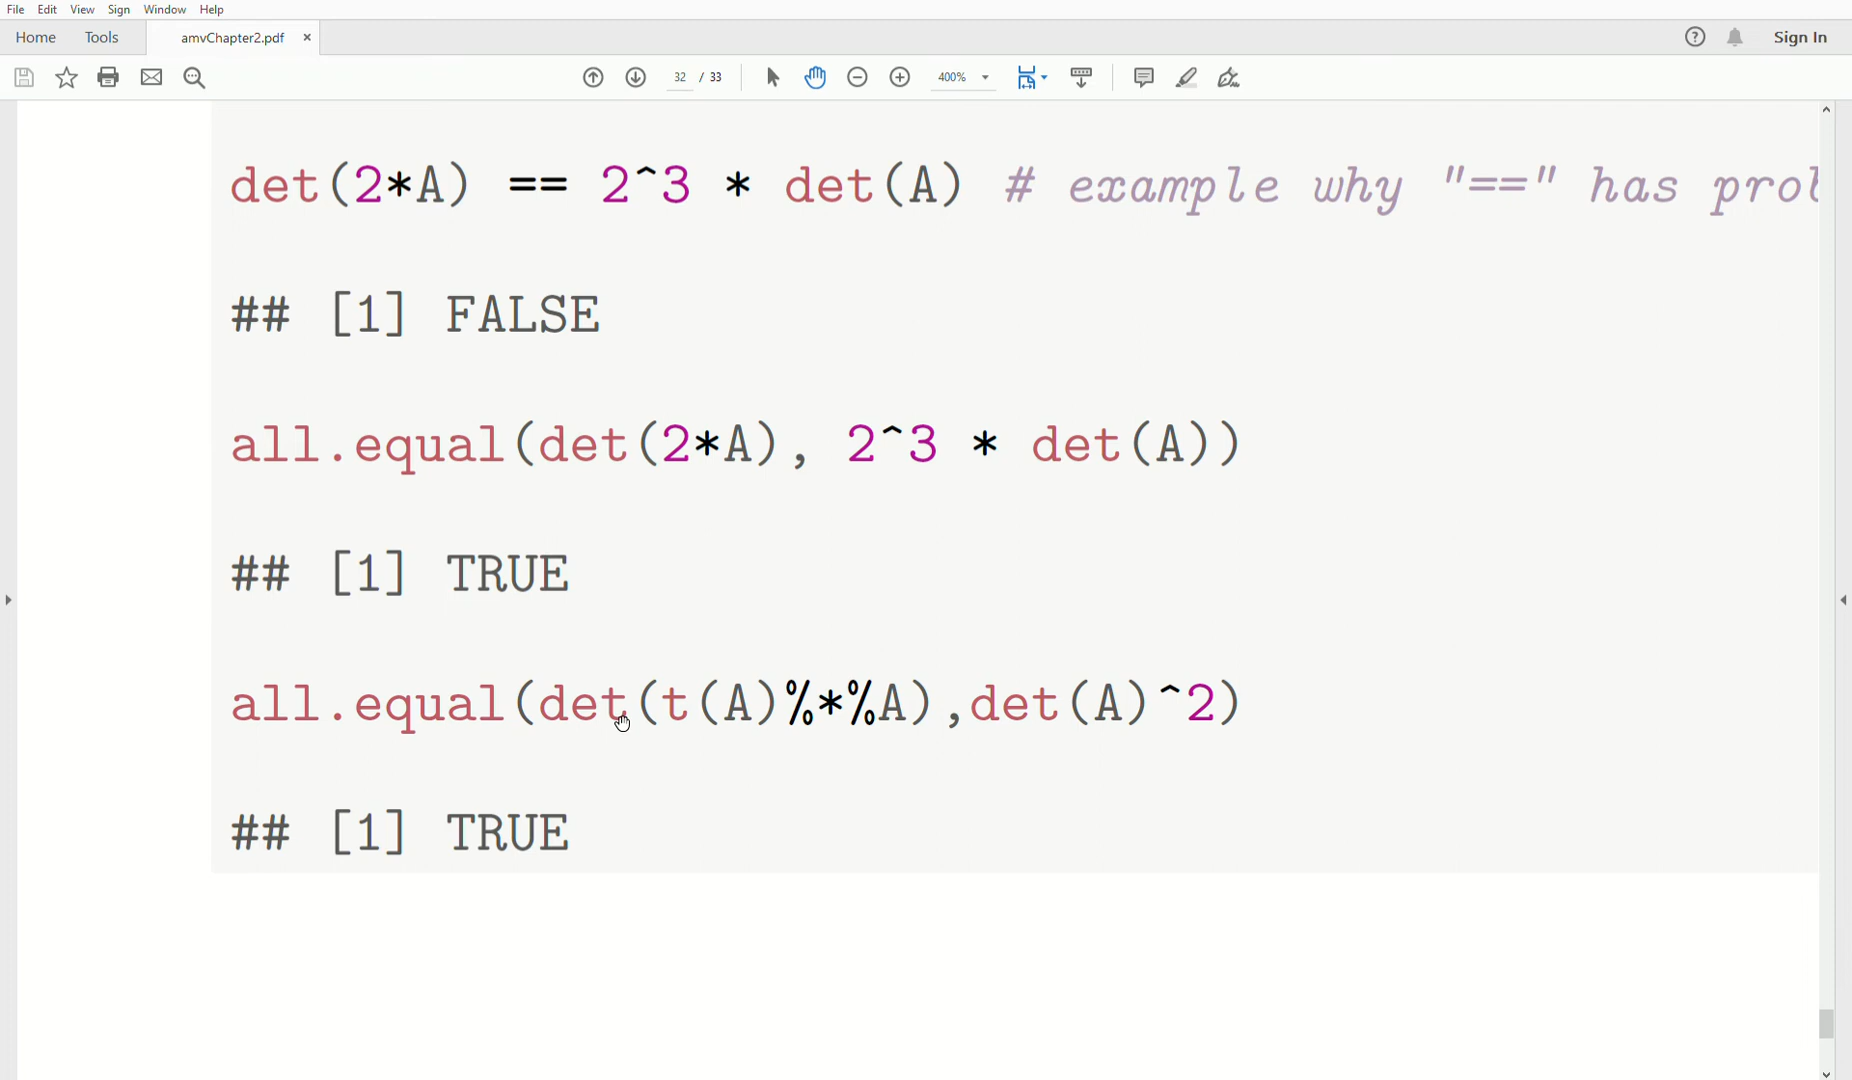 File Edit View Sign Window Help
Home Tools amvChapter2.pdf × Sign In
32 / 33 400%
det(2*A) == 2^3 * det(A) # example why "==" has
## [1] FALSE
all.equal(det(2*A), 2^3 * det(A))
## [1] TRUE
all.equal(det(t(A)%*%A),det(A)^2)
## [1] TRUE